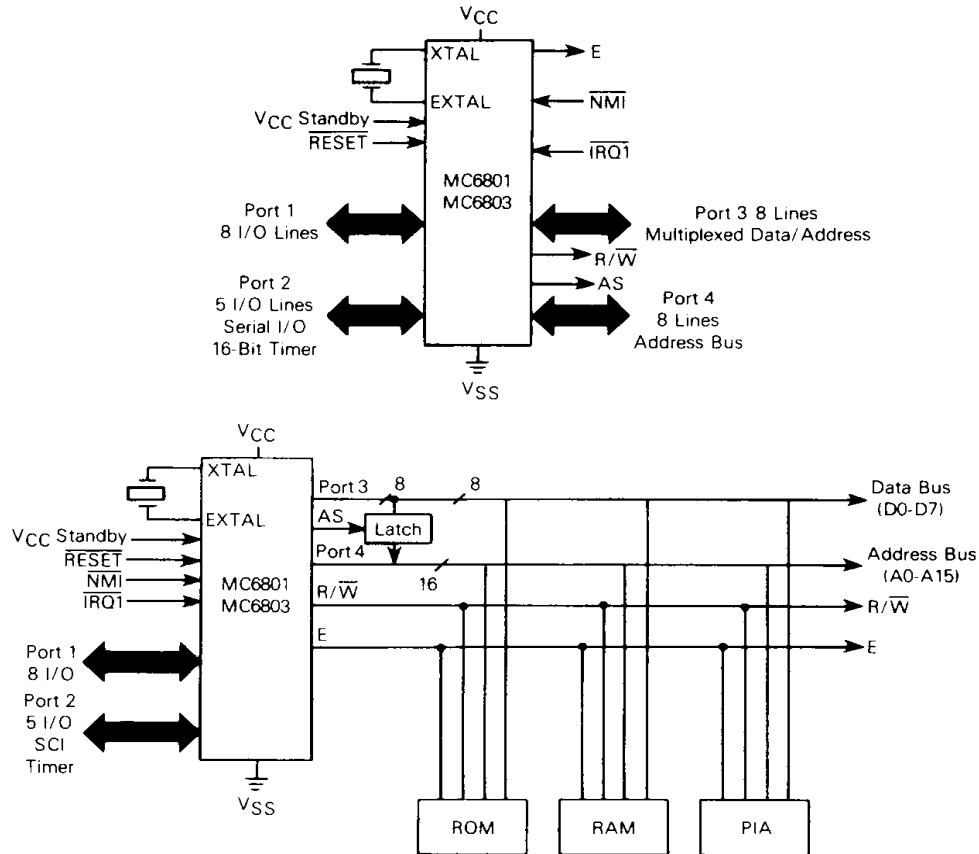 VCC
XTAL
E
EXTAL
NMI
VCC Standby
RESET
IRQ1
MC6801
MC6803
Port 1
8 I/O Lines
Port 3 8 Lines
Multiplexed Data/Address
R/W
AS
Port 2
5 I/O Lines
Serial I/O
16-Bit Timer
Port 4
8 Lines
Address Bus
VSS
VCC
XTAL
EXTAL
VCC Standby
RESET
NMI
IRQ1
MC6801
MC6803
Port 1
8 I/O
Port 2
5 I/O
SCI
Timer
VSS
Port 3
8
8
Data Bus
(D0-D7)
AS
Latch
Port 4
16
Address Bus
(A0-A15)
R/W
R/W
E
E
ROM
RAM
PIA